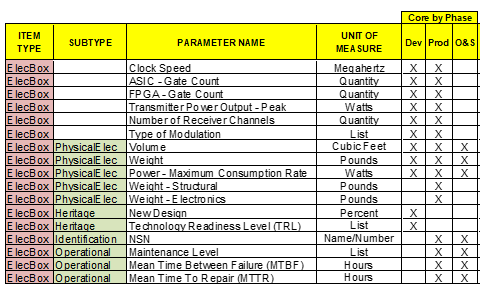 Core by Phase
ITEM TYPE SUBTYPE PARAMETER NAME UNIT OF MEASURE Dev Prod O&S
ElecBox Clock Speed Megahertz X X
ElecBox ASIC - Gate Count Quantity X X
ElecBox FPGA - Gate Count Quantity X X
ElecBox Transmitter Power Output - Peak Watts X X
ElecBox Number of Receiver Channels Quantity X X
ElecBox Type of Modulation List X X
ElecBox PhysicalElec Volume Cubic Feet X X X
ElecBox PhysicalElec Weight Pounds X X X
ElecBox PhysicalElec Power - Maximum Consumption Rate Watts X X X
ElecBox PhysicalElec Weight - Structural Pounds X
ElecBox PhysicalElec Weight - Electronics Pounds X
ElecBox Heritage New Design Percent X
ElecBox Heritage Technology Readiness Level (TRL) List X
ElecBox Identification NSN Name/Number X X
ElecBox Operational Maintenance Level List X X
ElecBox Operational Mean Time Between Failure (MTBF) Hours X X
ElecBox Operational Mean Time To Repair (MTTR) Hours X X